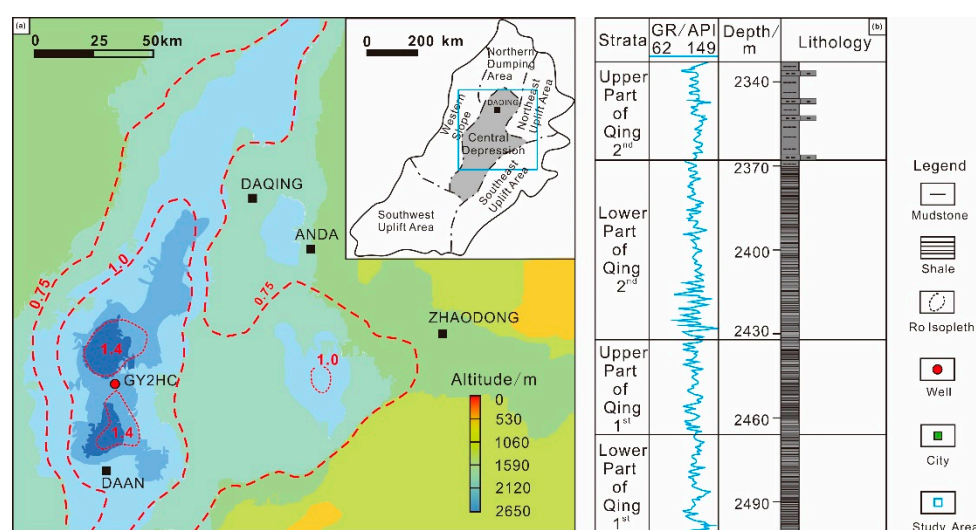 (a)
0 25 50km
0.75
1.0
1.4
1.4
GY2HC
DAAN
DAQING
ANDA
0.75
ZHAODONG
1.0
Altitude/m
0
530
1060
1590
2120
2650
0 200 km
Northern
Dumping
Area
Western
Slope
DAQING
Northeast
Uplift Area
Central
Depression
Southeast
Uplift Area
Southwest
Uplift Area
(b)
Strata
GR/API
62 149
Depth/
m
Lithology
Upper
Part
of
Qing
2nd
Lower
Part
of
Qing
2nd
Upper
Part
of
Qing
1st
Lower
Part
of
Qing
1st
2340
2370
2400
2430
2460
2490
Legend
Mudstone
Shale
Ro Isopleth
Well
City
Study Area